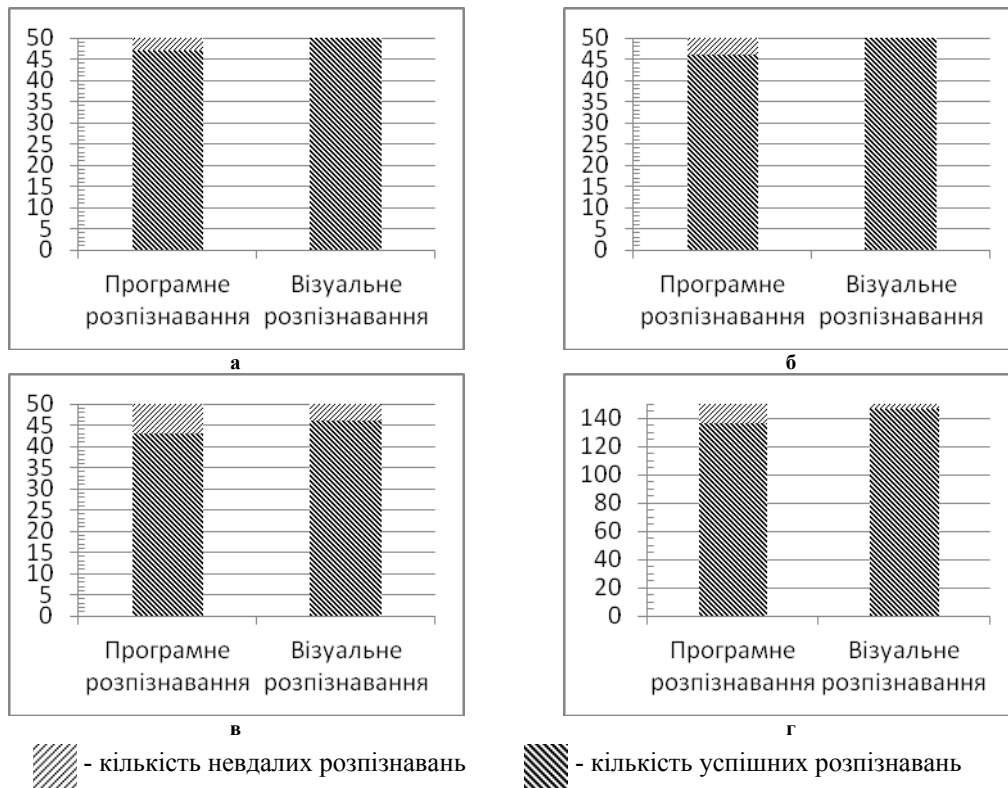 50
45
40
35
30
25
20
15
10
5
0
Програмне розпізнавання
Візуальне розпізнавання
а
50
45
40
35
30
25
20
15
10
5
0
Програмне розпізнавання
Візуальне розпізнавання
б
50
45
40
35
30
25
20
15
10
5
0
Програмне розпізнавання
Візуальне розпізнавання
в
140
120
100
80
60
40
20
0
Програмне розпізнавання
Візуальне розпізнавання
г
- кількість невдалих розпізнавань
- кількість успішних розпізнавань